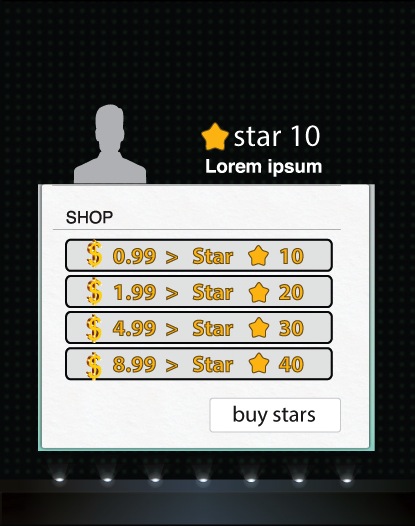 star 10
Lorem ipsum
SHOP
$ 0.99 > Star 10
$ 1.99 > Star 20
$ 4.99 > Star 30
$ 8.99 > Star 40
buy stars